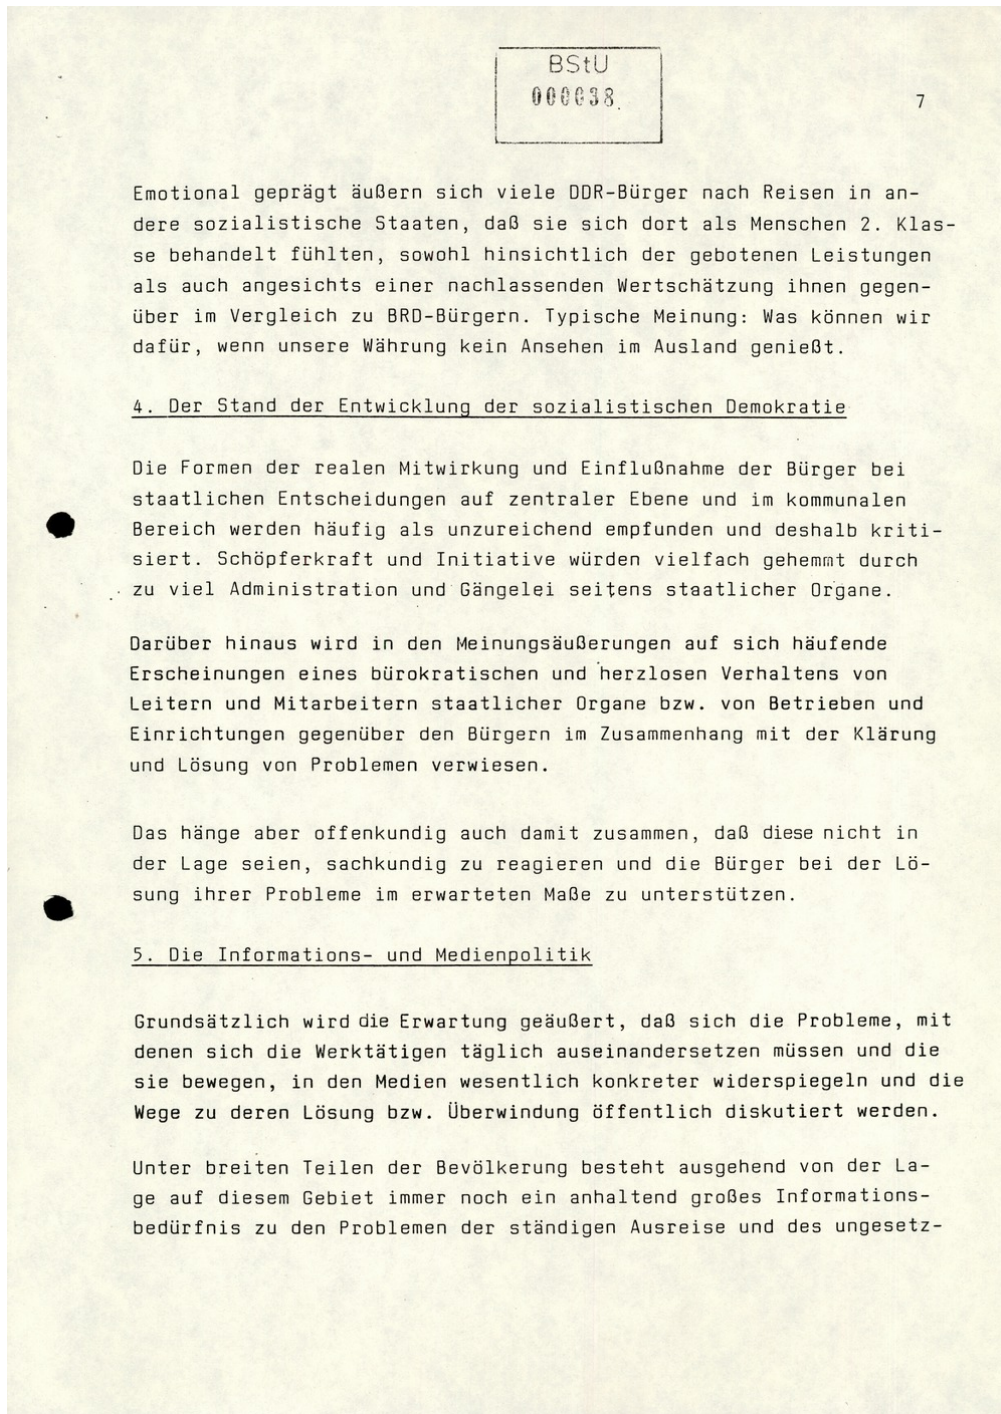 BStU
000038
7
Emotional geprägt äußern sich viele DDR-Bürger nach Reisen in an-
dere sozialistische Staaten, daß sie sich dort als Menschen 2. Klas-
se behandelt fühlten, sowohl hinsichtlich der gebotenen Leistungen
als auch angesichts einer nachlassenden Wertschätzung ihnen gegen-
über im Vergleich zu BRD-Bürgern. Typische Meinung: Was können wir
dafür, wenn unsere Währung kein Ansehen im Ausland genießt.
4. Der Stand der Entwicklung der sozialistischen Demokratie
Die Formen der realen Mitwirkung und Einflußnahme der Bürger bei
staatlichen Entscheidungen auf zentraler Ebene und im kommunalen
Bereich werden häufig als unzureichend empfunden und deshalb kriti-
siert. Schöpferkraft und Initiative würden vielfach gehemmt durch
zu viel Administration und Gängelei seitens staatlicher Organe.
Darüber hinaus wird in den Meinungsäußerungen auf sich häufende
Erscheinungen eines bürokratischen und herzlosen Verhaltens von
Leitern und Mitarbeitern staatlicher Organe bzw. von Betrieben und
Einrichtungen gegenüber den Bürgern im Zusammenhang mit der Klärung
und Lösung von Problemen verwiesen.
Das hänge aber offenkundig auch damit zusammen, daß diese nicht in
der Lage seien, sachkundig zu reagieren und die Bürger bei der Lö-
sung ihrer Probleme im erwarteten Maße zu unterstützen.
5. Die Informations- und Medienpolitik
Grundsätzlich wird die Erwartung geäußert, daß sich die Probleme, mit
denen sich die Werktätigen täglich auseinandersetzen müssen und die
sie bewegen, in den Medien wesentlich konkreter widerspiegeln und die
Wege zu deren Lösung bzw. Überwindung öffentlich diskutiert werden.
Unter breiten Teilen der Bevölkerung besteht ausgehend von der La-
ge auf diesem Gebiet immer noch ein anhaltend großes Informations-
bedürfnis zu den Problemen der ständigen Ausreise und des ungesetz-